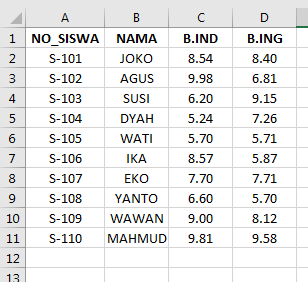 A B C D
1 NO_SISWA NAMA B.IND B.ING
2 S-101 JOKO 8.54 8.40
3 S-102 AGUS 9.98 6.81
4 S-103 SUSI 6.20 9.15
5 S-104 DYAH 5.24 7.26
6 S-105 WATI 5.70 5.71
7 S-106 IKA 8.57 5.87
8 S-107 EKO 7.70 7.71
9 S-108 YANTO 6.60 5.70
10 S-109 WAWAN 9.00 8.12
11 S-110 MAHMUD 9.81 9.58
12
13